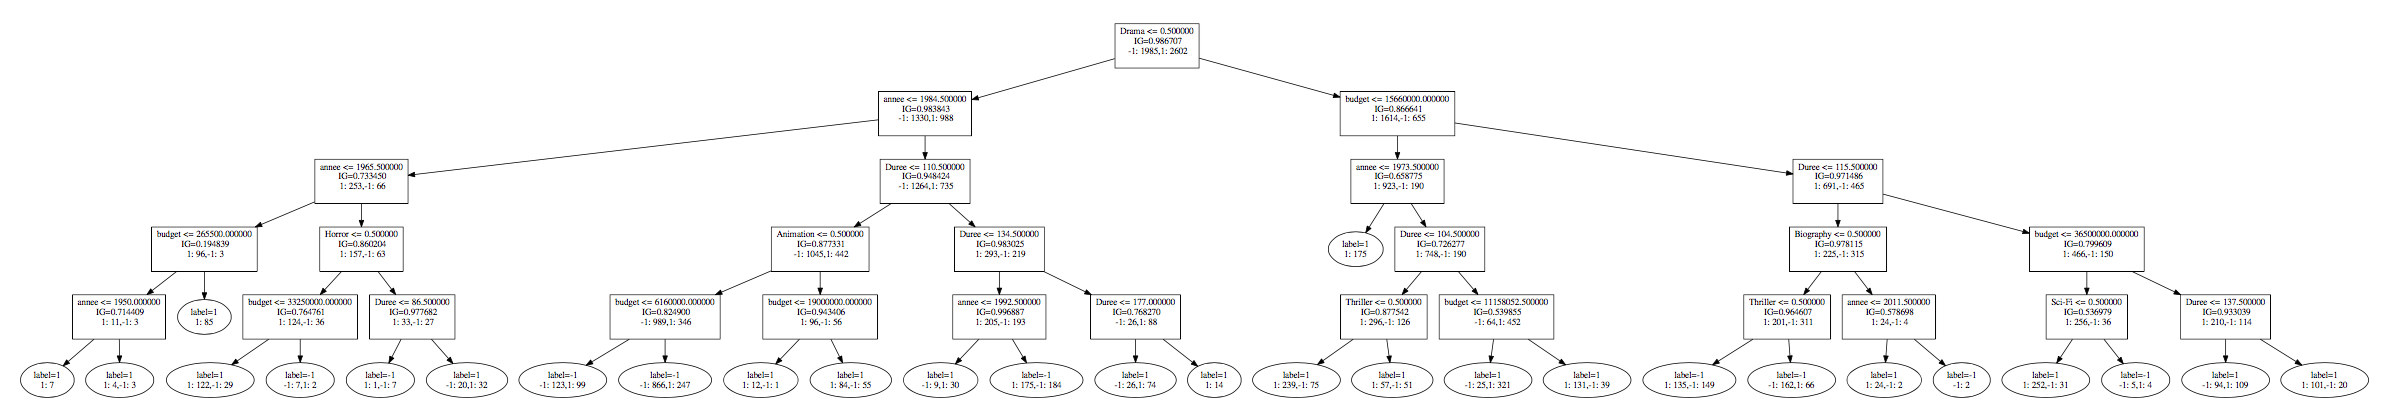 Drama <= 0.500000
IG=0.986707
-1: 1985,1: 2602
annee <= 1984.500000
IG=0.983843
-1: 1330,1: 988
budget <= 15660000.000000
IG=0.866641
1: 1614,-1: 655
annee <= 1965.500000
IG=0.733450
1: 253,-1: 66
Duree <= 110.500000
IG=0.948424
-1: 1264,1: 735
annee <= 1973.500000
IG=0.658775
1: 923,-1: 190
Duree <= 115.500000
IG=0.971486
1: 691,-1: 465
budget <= 265500.000000
IG=0.194839
1: 96,-1: 3
Horror <= 0.500000
IG=0.860204
1: 157,-1: 63
Animation <= 0.500000
IG=0.877331
-1: 1045,1: 442
Duree <= 134.500000
IG=0.983025
1: 293,-1: 219
label=1
1: 175
Duree <= 104.500000
IG=0.726277
1: 748,-1: 190
Biography <= 0.500000
IG=0.978115
1: 225,-1: 315
budget <= 36500000.000000
IG=0.799609
1: 466,-1: 150
annee <= 1950.000000
IG=0.714409
1: 11,-1: 3
label=1
1: 85
budget <= 33250000.000000
IG=0.764761
1: 124,-1: 36
Duree <= 86.500000
IG=0.977682
1: 33,-1: 27
budget <= 6160000.000000
IG=0.824900
-1: 989,1: 346
budget <= 19000000.000000
IG=0.943406
1: 96,-1: 56
annee <= 1992.500000
IG=0.996887
1: 205,-1: 193
Duree <= 177.000000
IG=0.768270
-1: 26,1: 88
Thriller <= 0.500000
IG=0.877542
1: 296,-1: 126
budget <= 11158052.500000
IG=0.539855
-1: 64,1: 452
Thriller <= 0.500000
IG=0.964607
1: 201,-1: 311
annee <= 2011.500000
IG=0.578698
1: 24,-1: 4
Sci-Fi <= 0.500000
IG=0.536979
1: 256,-1: 36
Duree <= 137.500000
IG=0.933039
1: 210,-1: 114
label=1
1: 7
label=1
1: 4,-1: 3
label=1
1: 122,-1: 29
label=-1
-1: 7,1: 2
label=-1
1: 1,-1: 7
label=1
-1: 20,1: 32
label=-1
-1: 123,1: 99
label=-1
-1: 866,1: 247
label=1
1: 12,-1: 1
label=1
1: 84,-1: 55
label=1
-1: 9,1: 30
label=-1
1: 175,-1: 184
label=1
-1: 26,1: 74
label=1
1: 14
label=1
1: 239,-1: 75
label=1
1: 57,-1: 51
label=1
-1: 25,1: 321
label=1
1: 131,-1: 39
label=-1
1: 135,-1: 149
label=-1
-1: 162,1: 66
label=1
1: 24,-1: 2
label=-1
-1: 2
label=1
1: 252,-1: 31
label=-1
-1: 5,1: 4
label=1
-1: 94,1: 109
label=1
1: 101,-1: 20